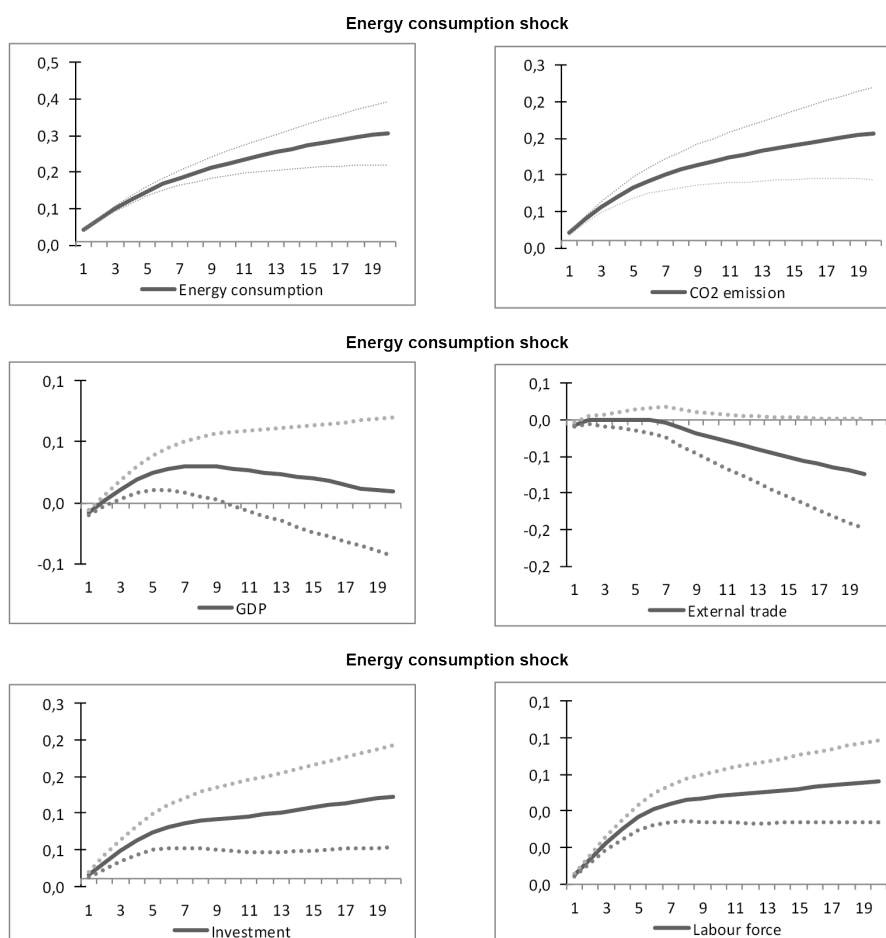 Energy consumption shock
0,5
0,4
0,3
0,2
0,1
0,0
1 3 5 7 9 11 13 15 17 19
Energy consumption
0,3
0,2
0,2
0,1
0,1
0,0
1 3 5 7 9 11 13 15 17 19
CO2 emission
Energy consumption shock
0,1
0,1
0,0
-0,1
1 3 5 7 9 11 13 15 17 19
GDP
0,1
0,0
-0,1
-0,1
-0,2
-0,2
1 3 5 7 9 11 13 15 17 19
External trade
Energy consumption shock
0,3
0,2
0,2
0,1
0,1
0,0
1 3 5 7 9 11 13 15 17 19
Investment
0,1
0,1
0,1
0,0
0,0
0,0
1 3 5 7 9 11 13 15 17 19
Labour force